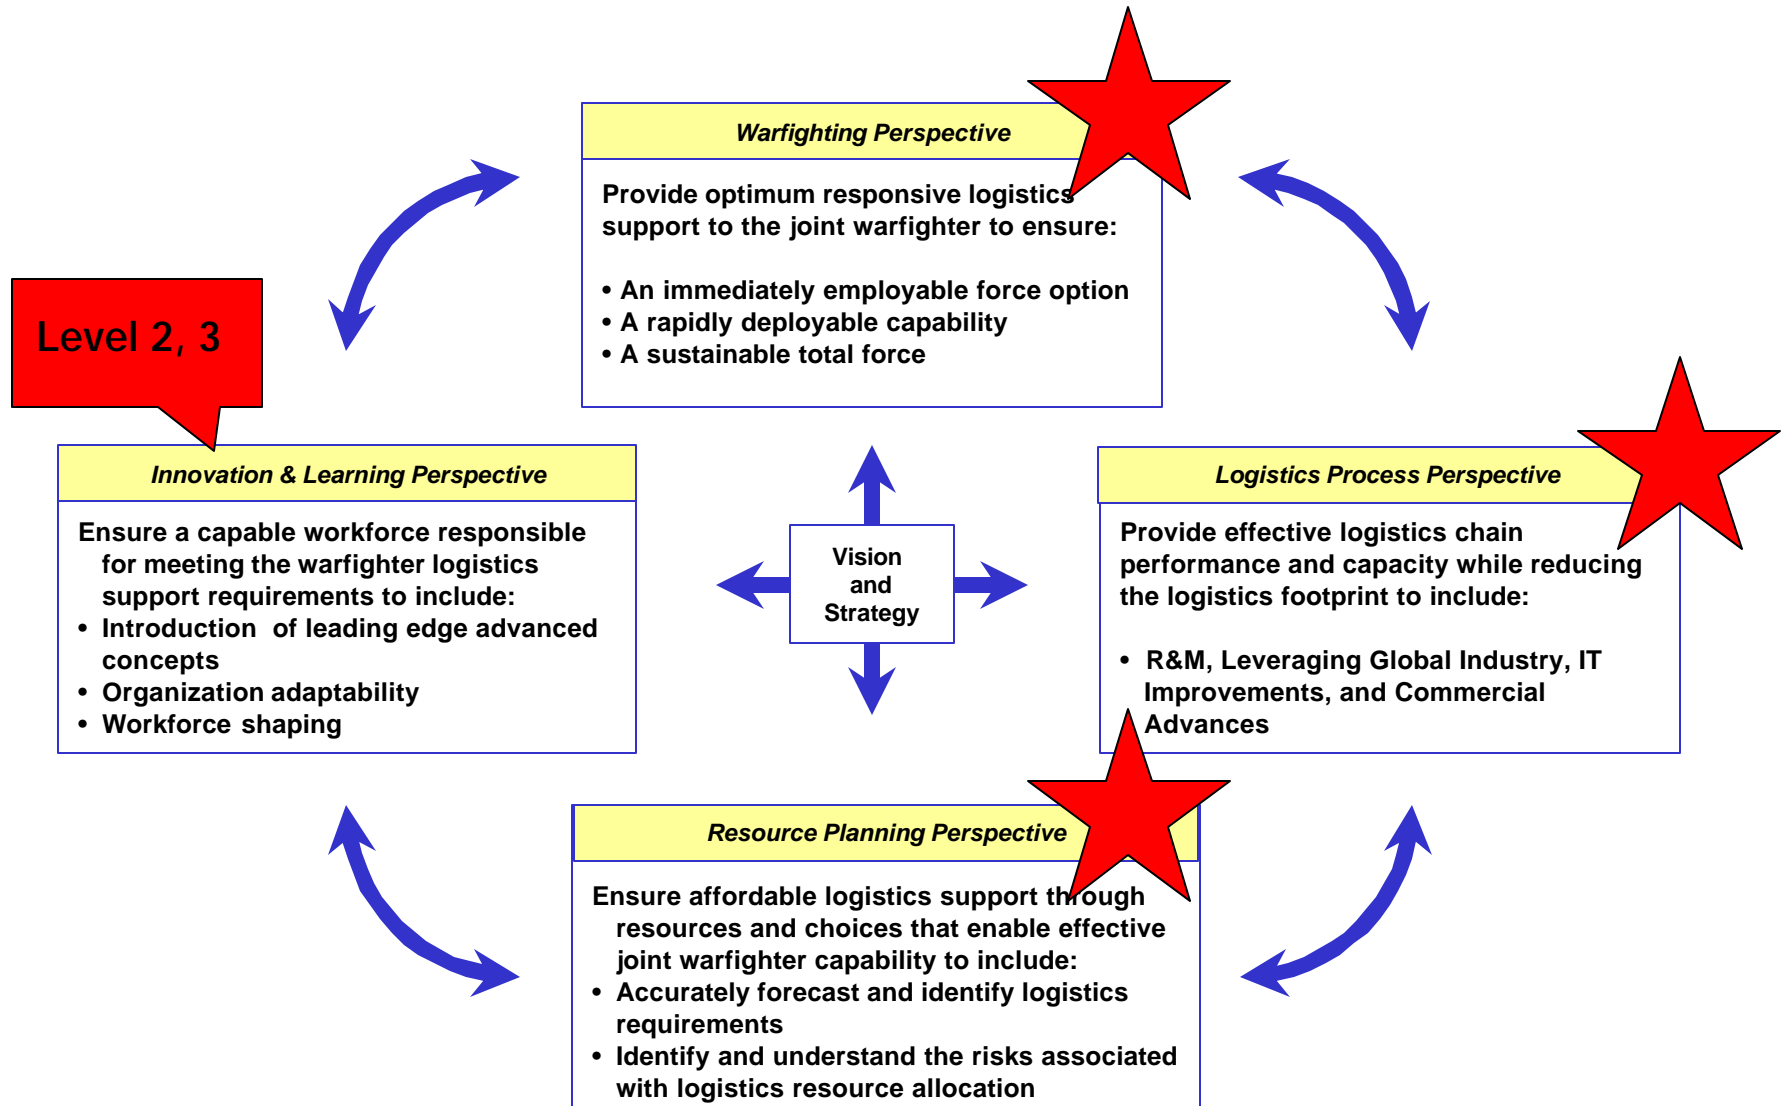 Warfighting Perspective
Provide optimum responsive logistics
support to the joint warfighter to ensure:
• An immediately employable force option
• A rapidly deployable capability
• A sustainable total force
Level 2, 3
Innovation & Learning Perspective
Ensure a capable workforce responsible
for meeting the warfighter logistics
support requirements to include:
• Introduction of leading edge advanced
concepts
• Organization adaptability
• Workforce shaping
Vision
and
Strategy
Logistics Process Perspective
Provide effective logistics chain
performance and capacity while reducing
the logistics footprint to include:
• R&M, Leveraging Global Industry, IT
Improvements, and Commercial
Advances
Resource Planning Perspective
Ensure affordable logistics support through
resources and choices that enable effective
joint warfighter capability to include:
• Accurately forecast and identify logistics
requirements
• Identify and understand the risks associated
with logistics resource allocation